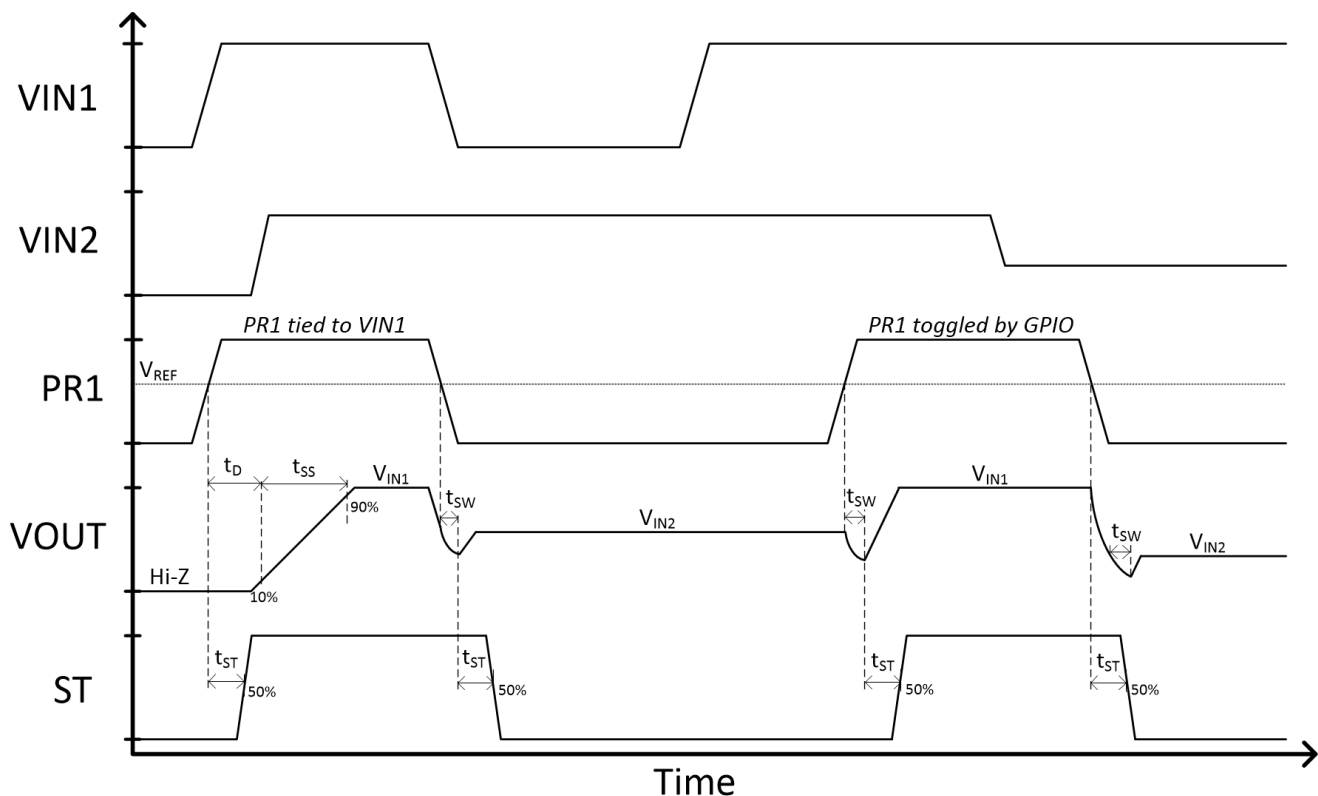 VIN1
VIN2
PR1 tied to VIN1
PR1 toggled by GPIO
VREF
PR1
tD
tSS
VIN1
90%
tSW
VIN2
tSW
VIN1
tSW
VIN2
VOUT
Hi-Z
10%
tST
50%
tST
50%
tST
50%
tST
50%
ST
Time